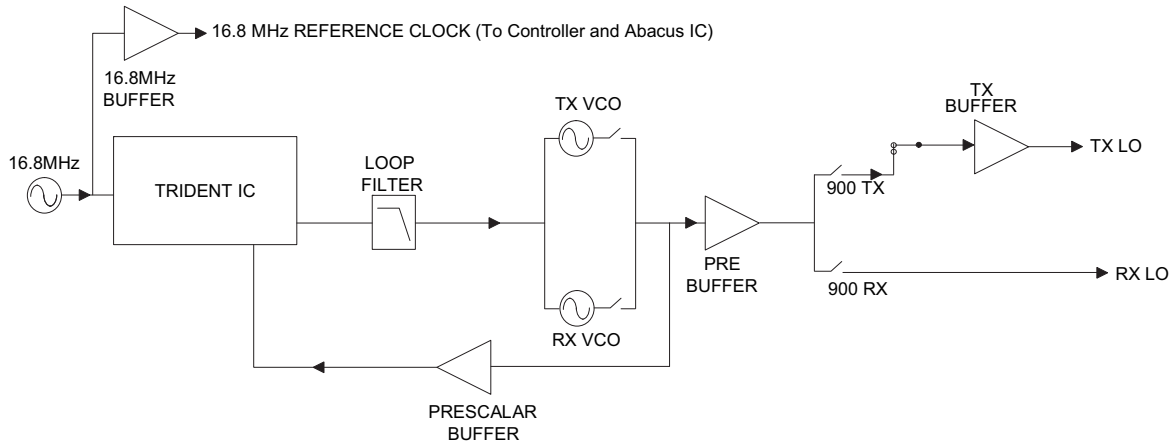 16.8 MHz REFERENCE CLOCK (To Controller and Abacus IC)
16.8MHz
BUFFER
16.8MHz
TRIDENT IC
LOOP
FILTER
TX VCO
RX VCO
PRE
BUFFER
TX
BUFFER
900 TX
TX LO
900 RX
RX LO
PRESCALAR
BUFFER